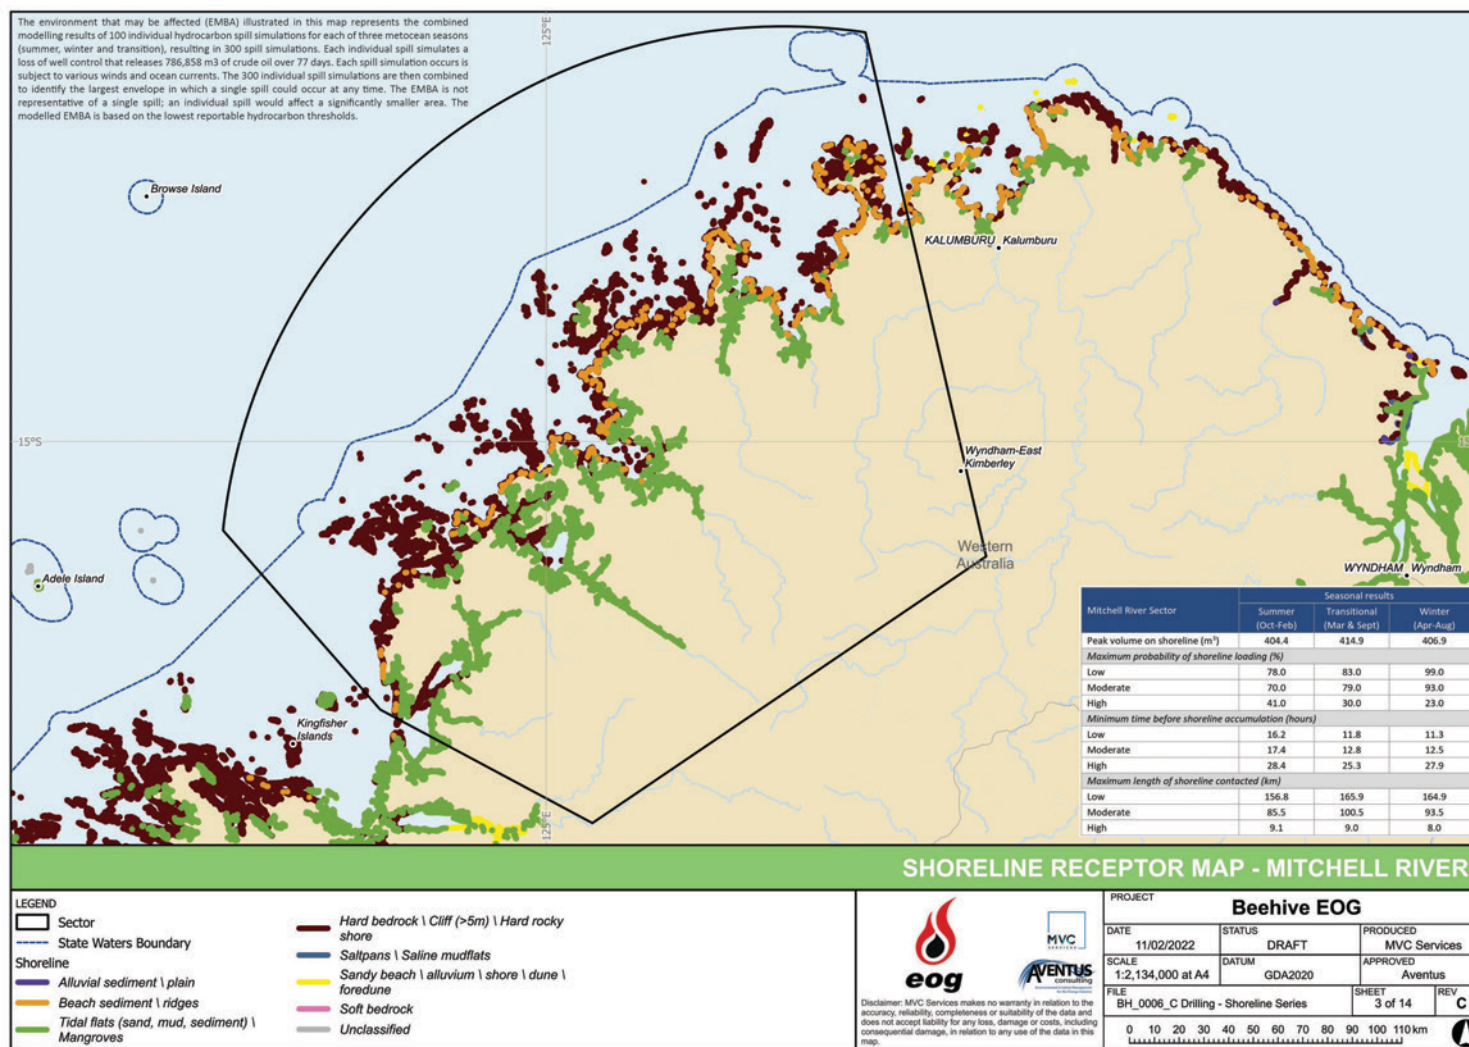 The environment that may be affected (EMBA) illustrated in this map represents the combined
modelling results of 100 individual hydrocarbon spill simulations for each of three metocean seasons
(summer, winter and transition), resulting in 300 spill simulations. Each individual spill simulates a
loss of well control that releases 786,858 m3 of crude oil over 77 days. Each spill simulation occurs is
subject to various winds and ocean currents. The 300 individual spill simulations are then combined
to identify the largest envelope in which a single spill could occur at any time. The EMBA is not
representative of a single spill; an individual spill would affect a significantly smaller area. The
modelled EMBA is based on the lowest reportable hydrocarbon thresholds.
125°E
Browse Island
KALUMBURU Kalumburu
15°S
15
Wyndham-East
Kimberley
Western
Australia
Adele Island
WYNDHAM Wyndham
Kingfisher
Islands
125°E
Mitchell River Sector
Seasonal results
Summer
(Oct-Feb)
Transitional
(Mar & Sept)
Winter
(Apr-Aug)
Peak volume on shoreline (m³) 404.4 414.9 406.9
Maximum probability of shoreline loading (%)
Low 78.0 83.0 99.0
Moderate 70.0 79.0 93.0
High 41.0 30.0 23.0
Minimum time before shoreline accumulation (hours)
Low 16.2 11.8 11.3
Moderate 17.4 12.8 12.5
High 28.4 25.3 27.9
Maximum length of shoreline contacted (km)
Low 156.8 165.9 164.9
Moderate 85.5 100.5 93.5
High 9.1 9.0 8.0
SHORELINE RECEPTOR MAP - MITCHELL RIVER
LEGEND
Sector
State Waters Boundary
Shoreline
Alluvial sediment \ plain
Beach sediment \ ridges
Tidal flats (sand, mud, sediment) \
Mangroves
Hard bedrock \ Cliff (>5m) \ Hard rocky
shore
Saltpans \ Saline mudflats
Sandy beach \ alluvium \ shore \ dune \
foredune
Soft bedrock
Unclassified
eog
MVC
SERVICES
AVENTUS
consulting
Disclaimer: MVC Services makes no warranty in relation to the
accuracy, reliability, completeness or suitability of the data and
does not accept liability for any loss, damage or costs, including
consequential damage, in relation to any use of the data in this
map.
PROJECT
Beehive EOG
DATE
11/02/2022
STATUS
DRAFT
PRODUCED
MVC Services
SCALE
1:2,134,000 at A4
DATUM
GDA2020
APPROVED
Aventus
FILE
BH_0006_C Drilling - Shoreline Series
SHEET
3 of 14
REV
C
0 10 20 30 40 50 60 70 80 90 100 110 km